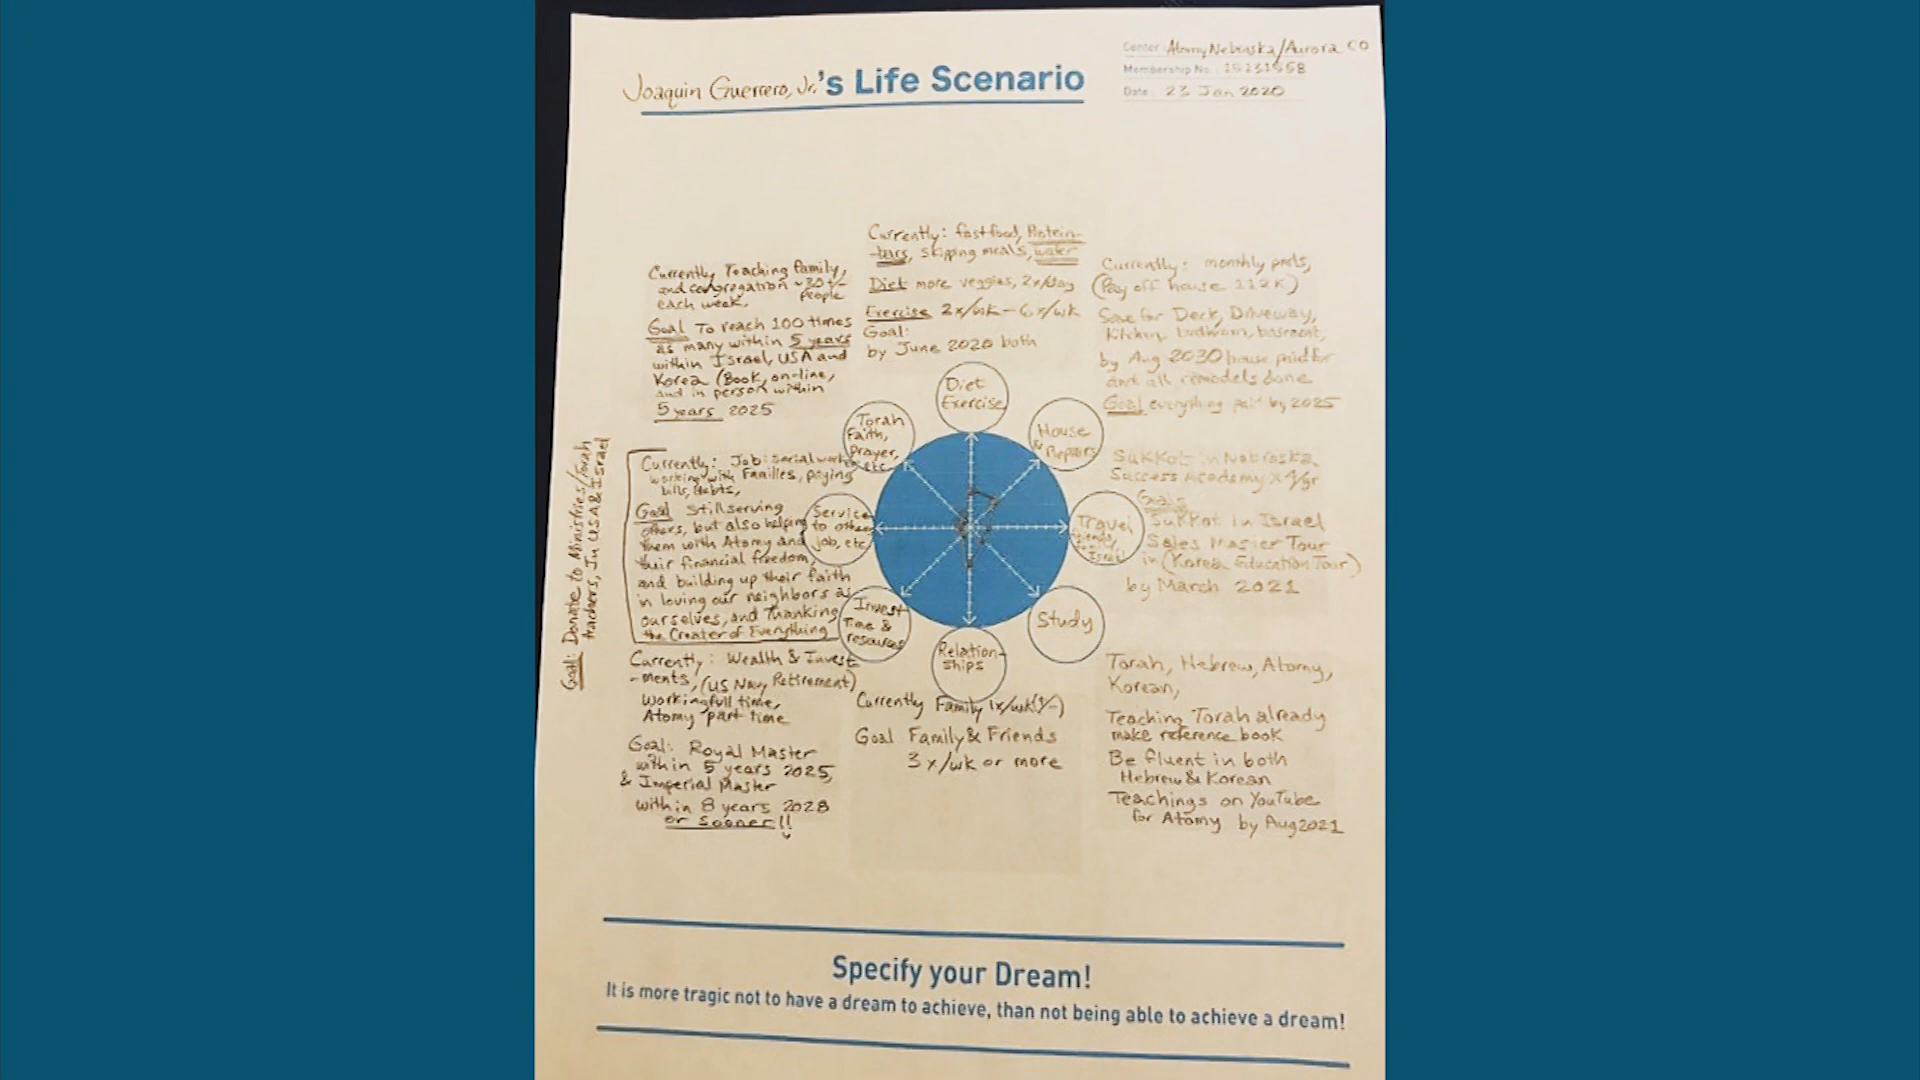 Joaquin Guerrero, Jr.'s Life Scenario
Center: Atomy Nebraska/Aurora CO
Membership No.: 15231558
Date: 23 Jan 2020
Currently: fast food, Protein-
bars, skipping meals, water
Diet more veggies, 2x/day
Exercise 2x/wk - 6x/wk
Goal:
by June 2020 both
Currently Teaching family,
and congregation ~30 +/-
people
each week.
Goal To reach 100 times
as many within 5 years
within Israel, USA and
Korea (Book, on-line,
and in person within
5 years 2025
Currently: monthly pmts,
(Pay off house 112K)
Save for Deck, Driveway,
Kitchen, bathroom, basement,
by Aug 2030 house paid for
and all remodels done
Goal everything paid by 2025
Diet
Exercise
Torah
Faith,
Prayer,
etc.
House
& Repairs
Service
to others
job, etc
Travel
Israel
Invest
Time &
resources
Relation-
ships
Study
Currently: Job: social work
working with Families, paying
bills, debts,
Goal Still serving
others, but also helping
them with Atomy and
their financial freedom,
and building up their faith
in loving our neighbors as
ourselves, and Thanking
the Creater of Everything
Goal: Donate to Ministries/Torah
teachers, In USA & Israel
Sukkot in Nebraska
Success Academy x 4/yr
Goals
Sukkot in Israel
Sales Master Tour
in (Korea Education Tour)
by March 2021
Currently: Wealth & Invest
-ments, (US Navy Retirement)
Working full time,
Atomy part time
Goal: Royal Master
within 5 years 2025,
& Imperial Master
within 8 years 2028
or sooner!!
Currently Family 1x/wk(+/-)
Goal Family & Friends
3x/wk or more
Torah, Hebrew, Atomy,
Korean,
Teaching Torah already
make reference book
Be fluent in both
Hebrew & Korean
Teachings on YouTube
for Atomy by Aug 2021
Specify your Dream!
It is more tragic not to have a dream to achieve, than not being able to achieve a dream!